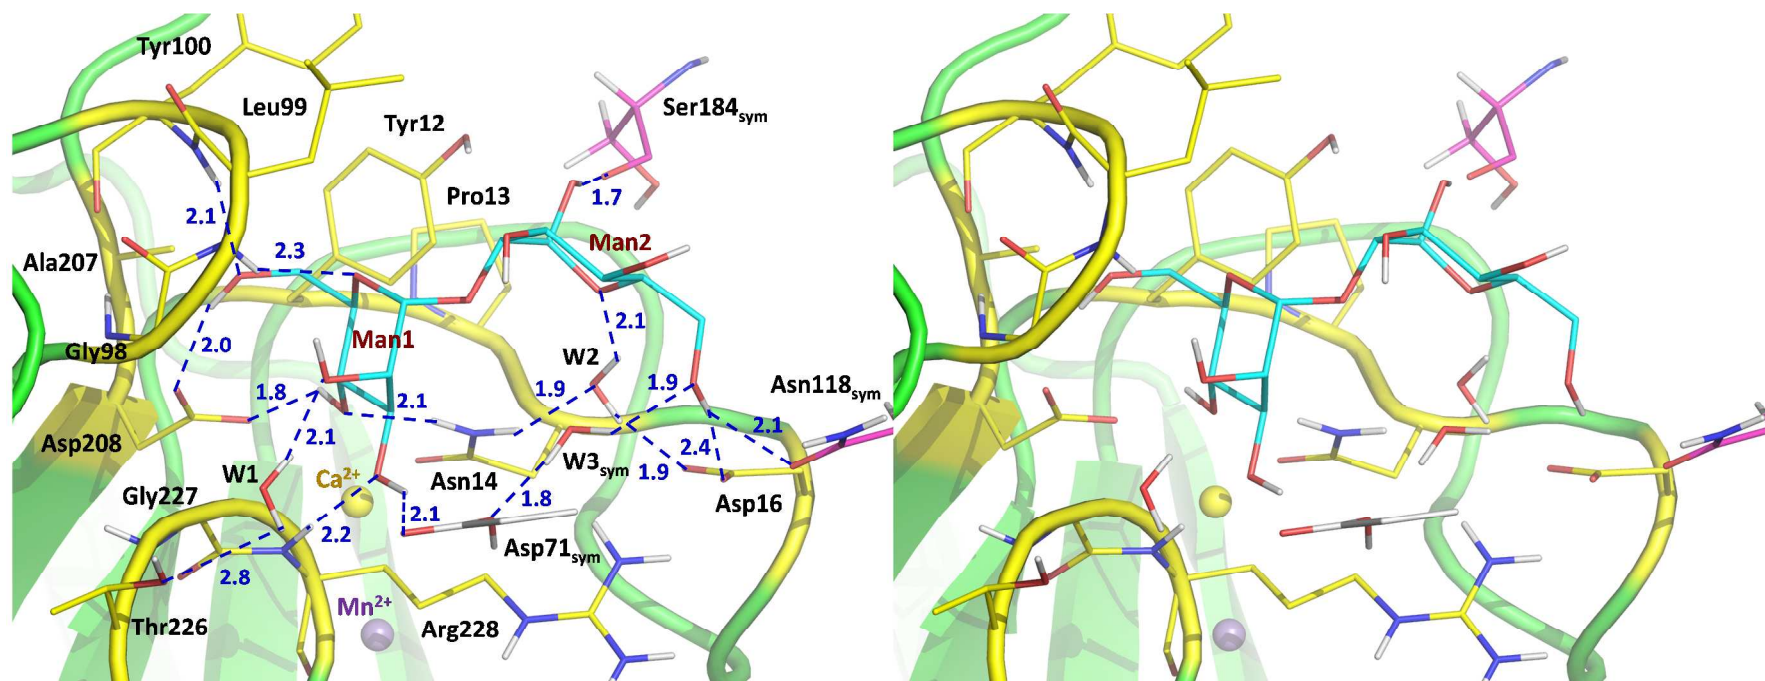 Tyr100
Leu99
Ser184sym
Tyr12
1.7
Pro13
2.1
Man2
2.3
Ala207
2.1
Man1
Gly98
2.0
W2
1.9
1.9
Asn118sym
1.8
2.1
2.1
Asp208
2.1
2.4
W3sym
1.9
W1
Ca2+
Asn14
1.8
Asp16
Gly227
2.1
2.2
Asp71sym
2.8
Mn2+
Thr226
Arg228